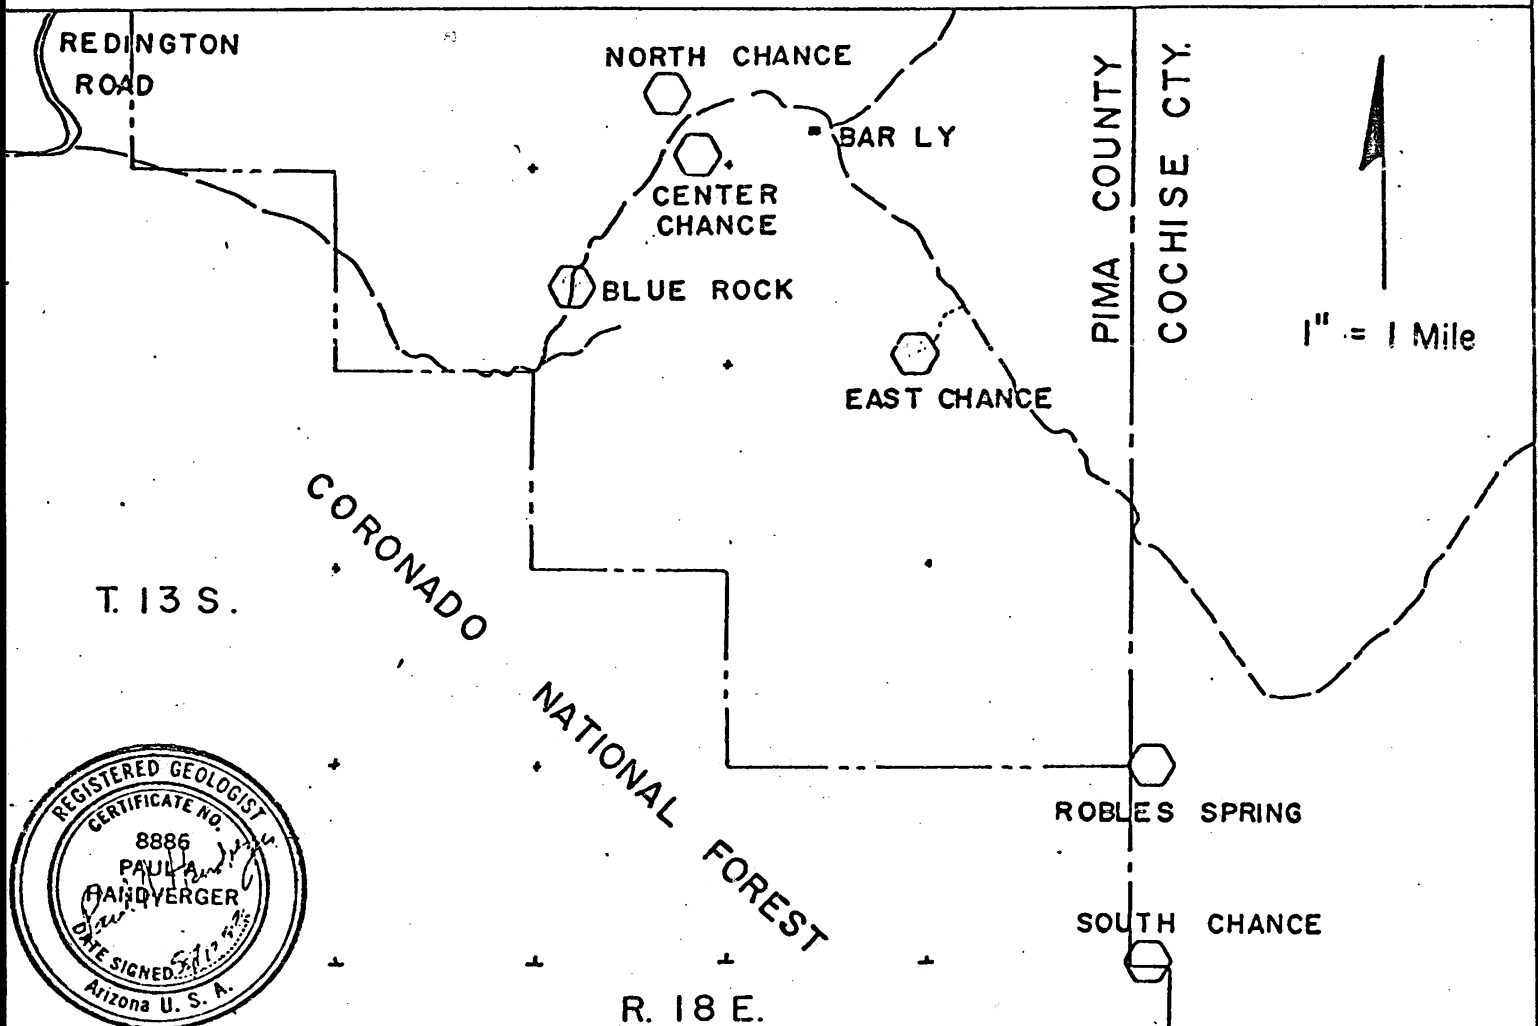 REDINGTON
ROAD
NORTH CHANCE
BAR LY
CENTER
CHANCE
BLUE ROCK
EAST CHANCE
PIMA COUNTY
COCHISE CTY.
1" = 1 Mile
CORONADO NATIONAL FOREST
T. 13 S.
ROBLES SPRING
SOUTH CHANCE
R. 18 E.
REGISTERED GEOLOGIST
CERTIFICATE NO.
8886
PAUL A.
HANDVERGER
DATE SIGNED
Arizona U. S. A.